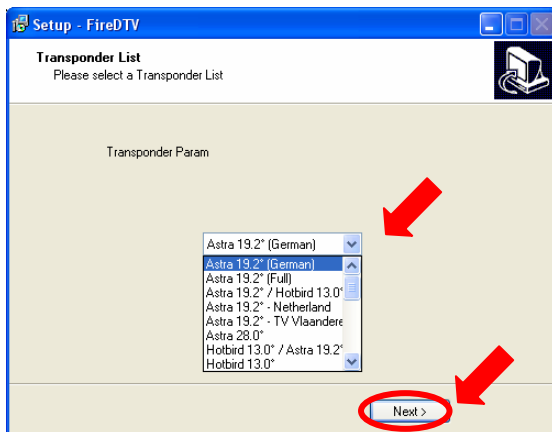 Setup - FireDTV
Transponder List
Please select a Transponder List
Transponder Param
Astra 19.2° (German)
Astra 19.2° (German)
Astra 19.2° (Full)
Astra 19.2° / Hotbird 13.0°
Astra 19.2° - Netherland
Astra 19.2° - TV Vlaandere
Astra 28.0°
Hotbird 13.0° / Astra 19.2°
Hotbird 13.0°
Next >